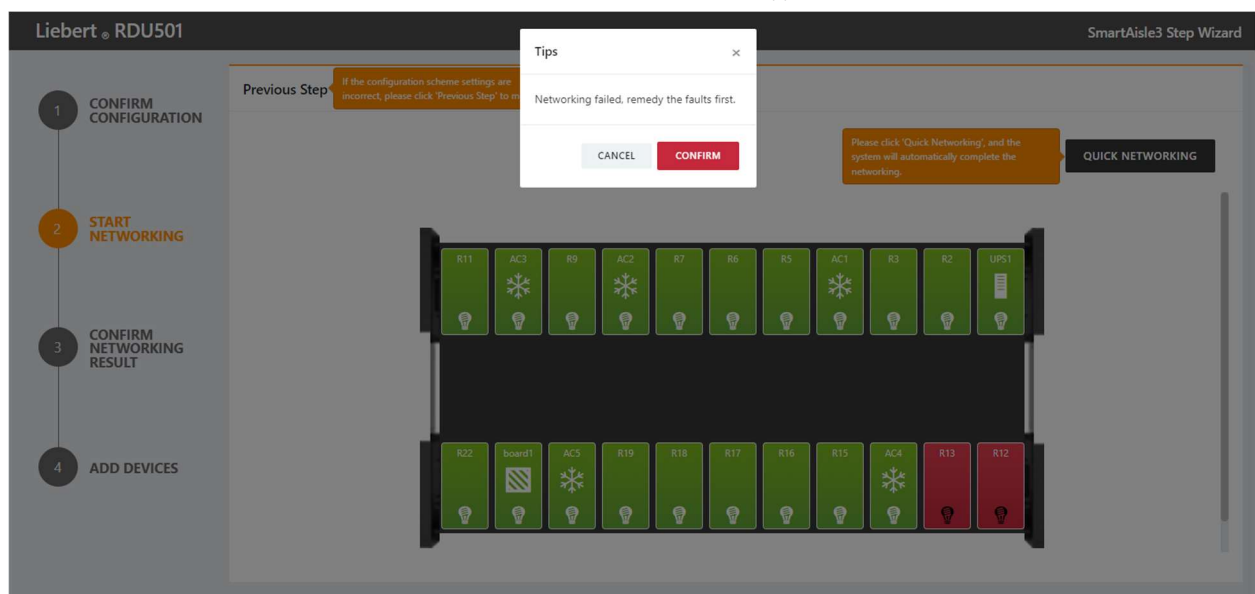 Liebert ® RDU501
SmartAisle3 Step Wizard
Tips
×
Networking failed, remedy the faults first.
CANCEL
CONFIRM
1
CONFIRM
CONFIGURATION
2
START
NETWORKING
3
CONFIRM
NETWORKING
RESULT
4
ADD DEVICES
Previous Step
If the configuration scheme settings are
incorrect, please click 'Previous Step' to
Please click 'Quick Networking', and the
system will automatically complete the
networking.
QUICK NETWORKING
R11 AC3 R9 AC2 R7 R6 R5 AC1 R3 R2 UPS1
R22 board1 AC5 R19 R18 R17 R16 R15 AC4 R13 R12